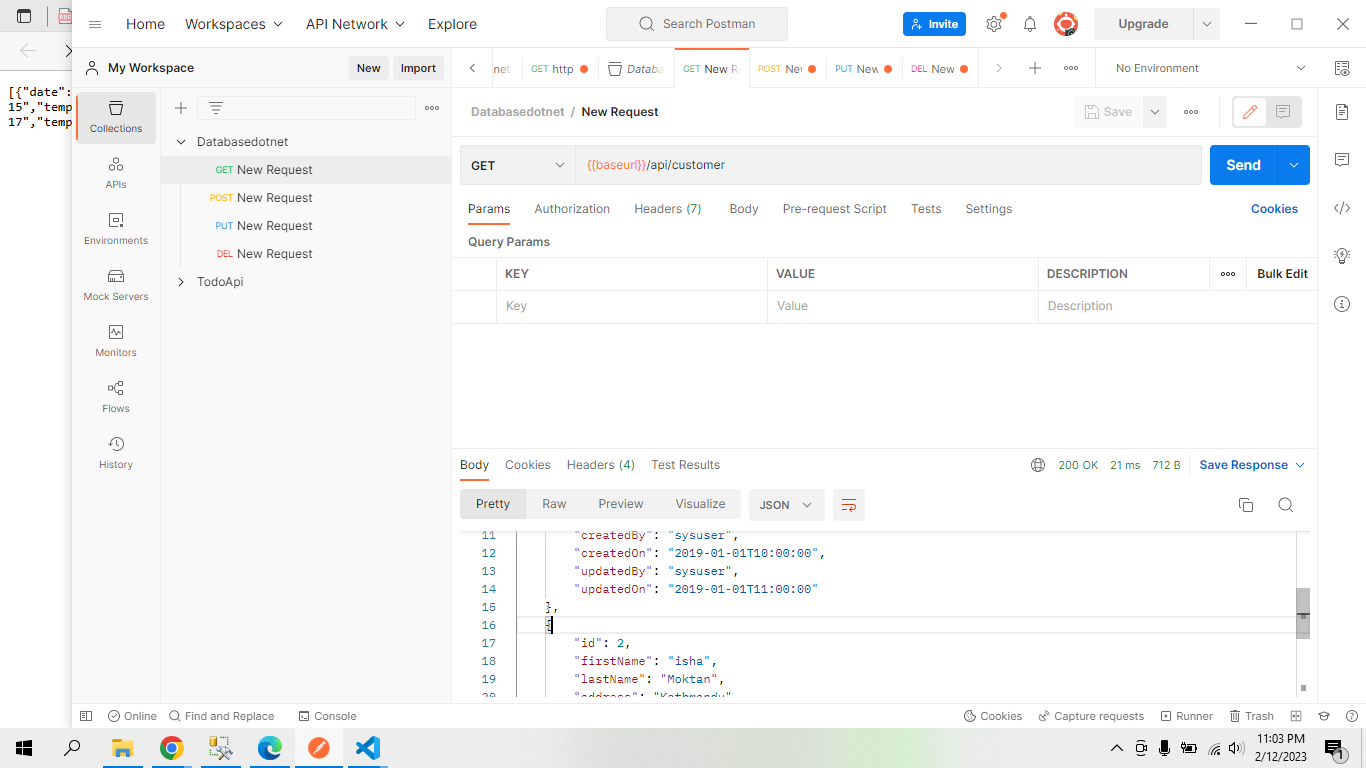 Home Workspaces API Network Explore Search Postman Invite Upgrade
My Workspace New Import GET http Databa GET New R POST Ne PUT New DEL New No Environment
[{"date":
15","temp
17","temp
Collections
APIs
Environments
Mock Servers
Monitors
Flows
History
Databasedotnet
GET New Request
POST New Request
PUT New Request
DEL New Request
TodoApi
Databasedotnet / New Request Save
GET {{baseurl}}/api/customer Send
Params Authorization Headers (7) Body Pre-request Script Tests Settings Cookies
Query Params
KEY VALUE DESCRIPTION Bulk Edit
Key Value Description
Body Cookies Headers (4) Test Results 200 OK 21 ms 712 B Save Response
Pretty Raw Preview Visualize JSON
11 "createdBy": "sysuser",
12 "createdOn": "2019-01-01T10:00:00",
13 "updatedBy": "sysuser",
14 "updatedOn": "2019-01-01T11:00:00"
15 },
16 {
17 "id": 2,
18 "firstName": "isha",
19 "lastName": "Moktan",
20 "address": "Kathmandu"
Online Find and Replace Console Cookies Capture requests Runner Trash
11:03 PM
2/12/2023
1